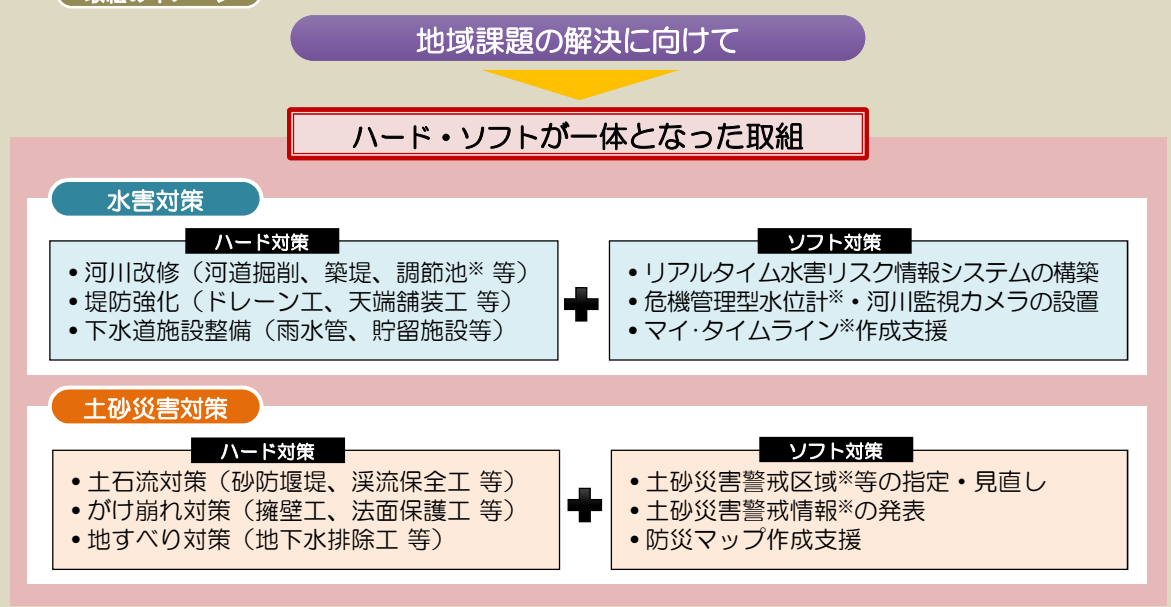 地域課題の解決に向けて
ハード・ソフトが一体となった取組
水害対策
ハード対策
•河川改修（河道掘削、築堤、調節池※ 等）
•堤防強化（ドレーン工、天端舗装工 等）
•下水道施設整備（雨水管、貯留施設等）
ソフト対策
•リアルタイム水害リスク情報システムの構築
•危機管理型水位計※・河川監視カメラの設置
•マイ・タイムライン※作成支援
土砂災害対策
ハード対策
•土石流対策（砂防堰堤、渓流保全工 等）
•がけ崩れ対策（擁壁工、法面保護工 等）
•地すべり対策（地下水排除工 等）
ソフト対策
•土砂災害警戒区域※等の指定・見直し
•土砂災害警戒情報※の発表
•防災マップ作成支援